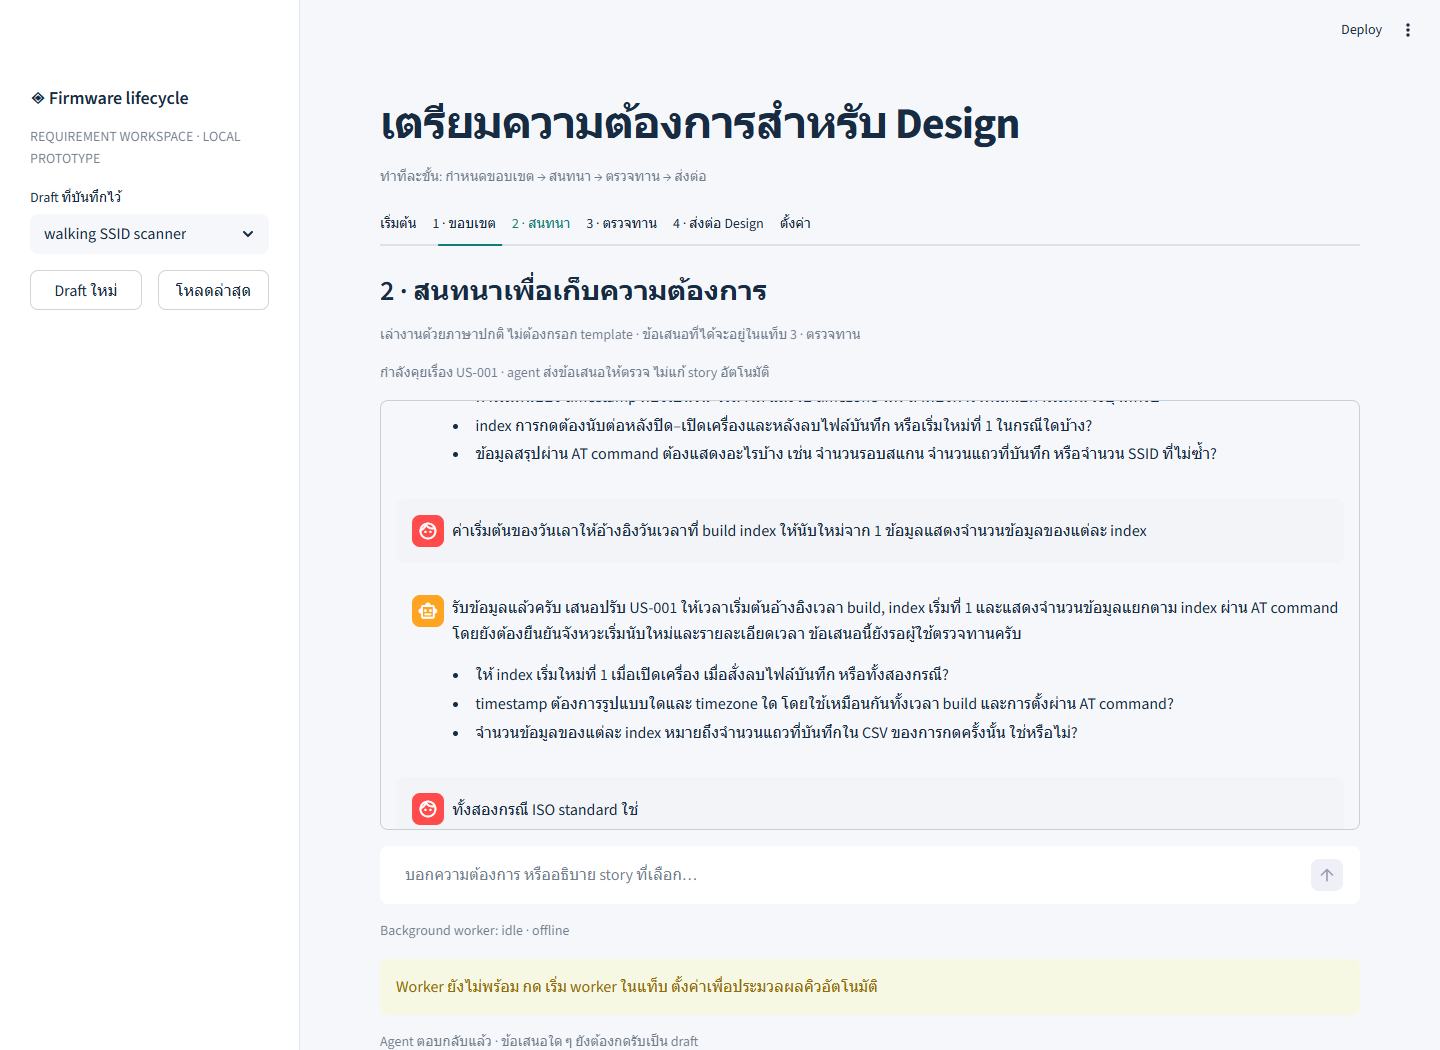 Deploy
Firmware lifecycle
REQUIREMENT WORKSPACE · LOCAL
PROTOTYPE
Draft ที่บันทึกไว้
walking SSID scanner
Draft ใหม่
โหลดล่าสุด
เตรียมความต้องการสำหรับ Design
ทำทีละขั้น: กำหนดขอบเขต → สนทนา → ตรวจทาน → ส่งต่อ
เริ่มต้น
1 · ขอบเขต
2 · สนทนา
3 · ตรวจทาน
4 · ส่งต่อ Design
ตั้งค่า
2 · สนทนาเพื่อเก็บความต้องการ
เล่างานด้วยภาษาปกติ ไม่ต้องกรอก template · ข้อเสนอที่ได้จะอยู่ในแท็บ 3 · ตรวจทาน
กำลังคุยเรื่อง US-001 · agent ส่งข้อเสนอให้ตรวจ ไม่แก้ story อัตโนมัติ
• index การกดต้องนับต่อหลังปิด–เปิดเครื่องและหลังลบไฟล์บันทึก หรือเริ่มใหม่ที่ 1 ในกรณีใดบ้าง?
• ข้อมูลสรุปผ่าน AT command ต้องแสดงอะไรบ้าง เช่น จำนวนรอบสแกน จำนวนแถวที่บันทึก หรือจำนวน SSID ที่ไม่ซ้ำ?
ค่าเริ่มต้นของวันเลาให้อ้างอิงวันเวลาที่ build index ให้นับใหม่จาก 1 ข้อมูลแสดงจำนวนข้อมูลของแต่ละ index
รับข้อมูลแล้วครับ เสนอปรับ US-001 ให้เวลาเริ่มต้นอ้างอิงเวลา build, index เริ่มที่ 1 และแสดงจำนวนข้อมูลแยกตาม index ผ่าน AT command
โดยยังต้องยืนยันจังหวะเริ่มนับใหม่และรายละเอียดเวลา ข้อเสนอนี้ยังรอผู้ใช้ตรวจทานครับ
• ให้ index เริ่มใหม่ที่ 1 เมื่อเปิดเครื่อง เมื่อสั่งลบไฟล์บันทึก หรือทั้งสองกรณี?
• timestamp ต้องการรูปแบบใดและ timezone ใด โดยใช้เหมือนกันทั้งเวลา build และการตั้งผ่าน AT command?
• จำนวนข้อมูลของแต่ละ index หมายถึงจำนวนแถวที่บันทึกใน CSV ของการกดครั้งนั้น ใช่หรือไม่?
ทั้งสองกรณี ISO standard ใช่
บอกความต้องการ หรืออธิบาย story ที่เลือก…
Background worker: idle · offline
Worker ยังไม่พร้อม กด เริ่ม worker ในแท็บ ตั้งค่าเพื่อประมวลผลคิวอัตโนมัติ
Agent ตอบกลับแล้ว · ข้อเสนอใด ๆ ยังต้องกดรับเป็น draft